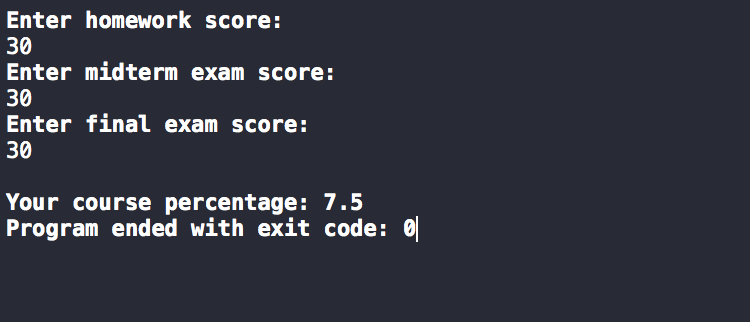 Enter homework score:
30
Enter midterm exam score:
30
Enter final exam score:
30
Your course percentage: 7.5
Program ended with exit code: 0